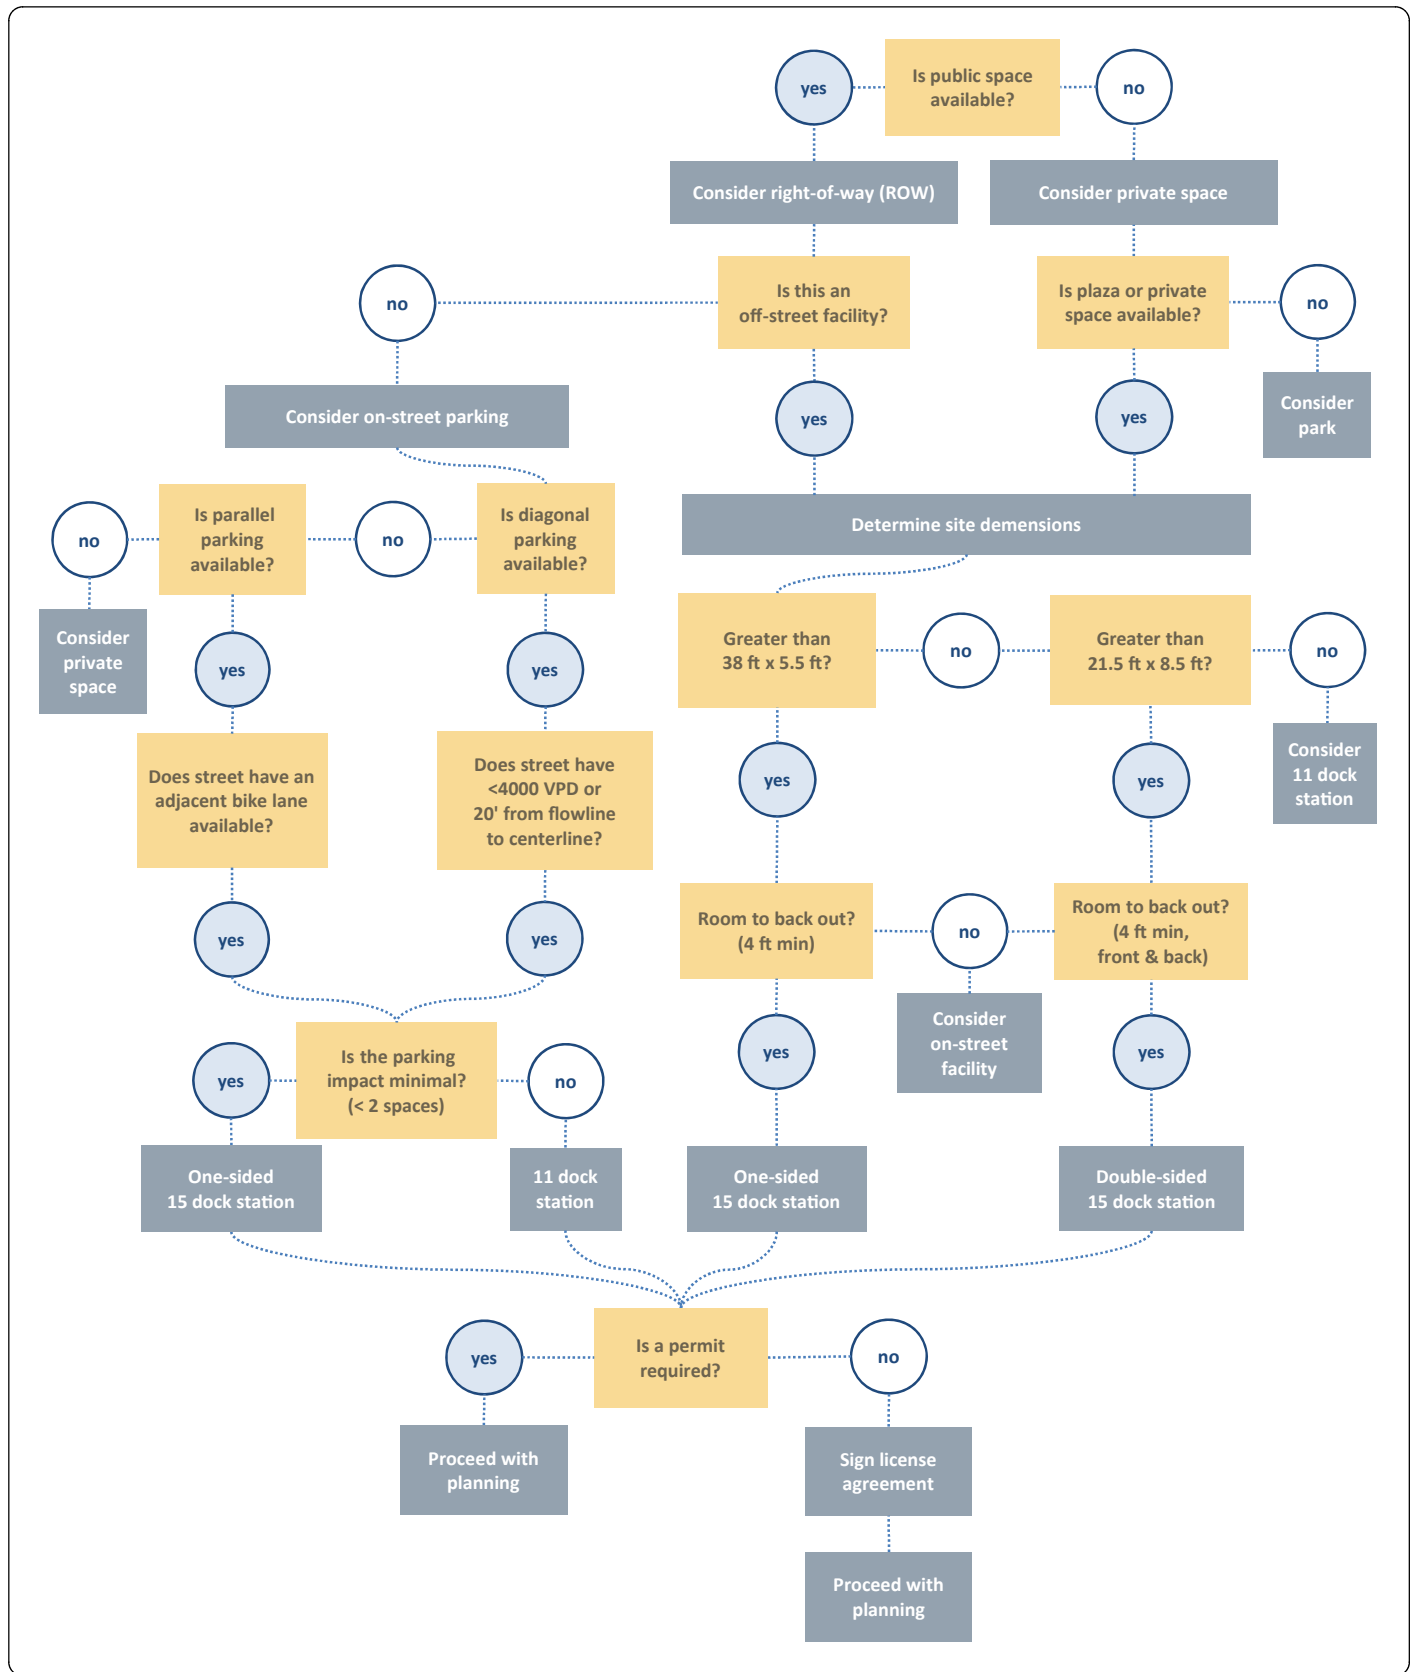 yes
Is public space
available?
no
Consider right-of-way (ROW)
Consider private space
no
Is this an
off-street facility?
Is plaza or private
space available?
no
Consider on-street parking
yes
yes
Consider
park
no
Is parallel
parking
available?
no
Is diagonal
parking
available?
Determine site demensions
Consider
private
space
yes
yes
Greater than
38 ft x 5.5 ft?
no
Greater than
21.5 ft x 8.5 ft?
no
Does street have an
adjacent bike lane
available?
Does street have
<4000 VPD or
20' from flowline
to centerline?
yes
yes
Consider
11 dock
station
yes
yes
Room to back out?
(4 ft min)
no
Room to back out?
(4 ft min,
front & back)
yes
Is the parking
impact minimal?
(< 2 spaces)
no
yes
Consider
on-street
facility
yes
One-sided
15 dock station
11 dock
station
One-sided
15 dock station
Double-sided
15 dock station
yes
Is a permit
required?
no
Proceed with
planning
Sign license
agreement
Proceed with
planning